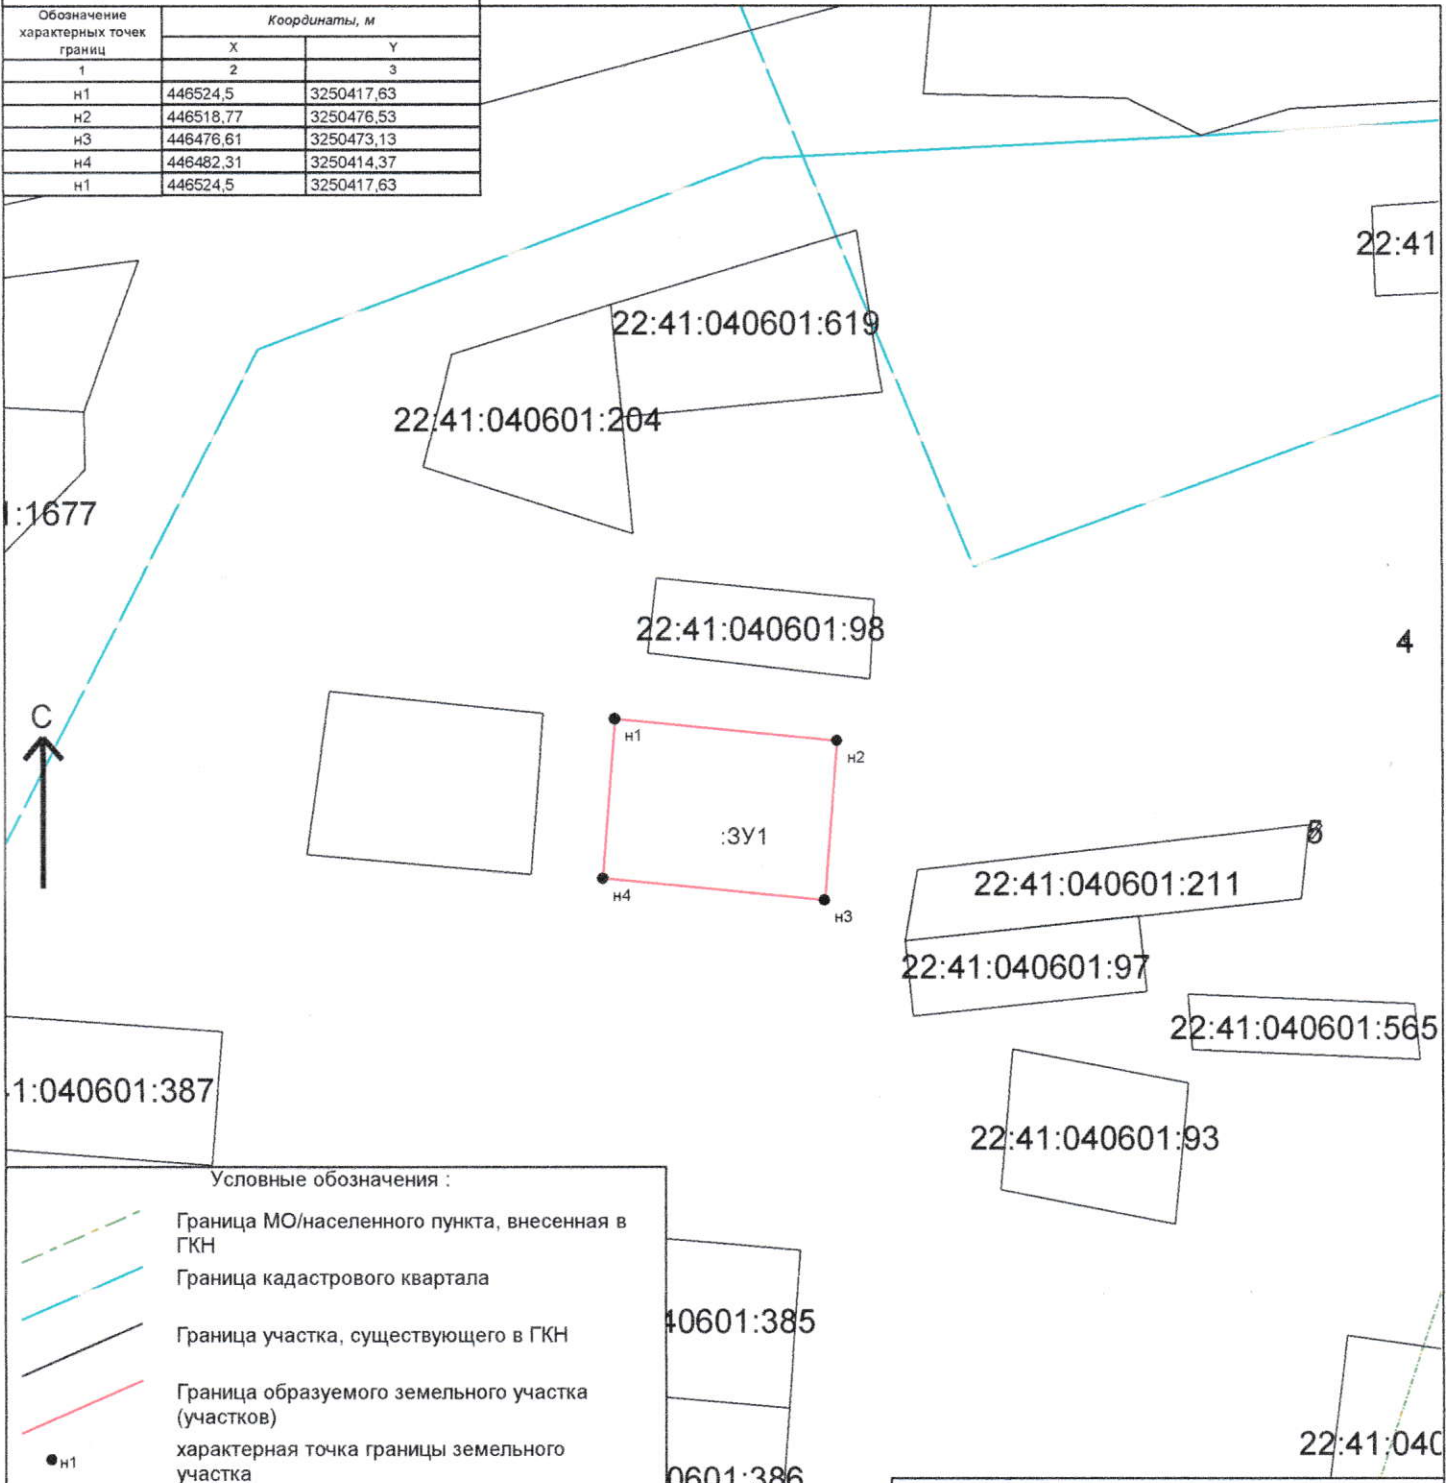 Обозначение
характерных точек
границ
Координаты, м
X Y
1 2 3
н1 446524,5 3250417,63
н2 446518,77 3250476,53
н3 446476,61 3250473,13
н4 446482,31 3250414,37
н1 446524,5 3250417,63
22:41
22:41:040601:619
22:41:040601:204
:1677
22:41:040601:98
4
С
н1
н2
:ЗУ1
н4
н3
22:41:040601:211
22:41:040601:97
22:41:040601:565
1:040601:387
22:41:040601:93
Условные обозначения :
Граница МО/населенного пункта, внесенная в
ГКН
Граница кадастрового квартала
Граница участка, существующего в ГКН
Граница образуемого земельного участка
(участков)
н1 характерная точка границы земельного
участка
40601:385
0601:386
22:41:040